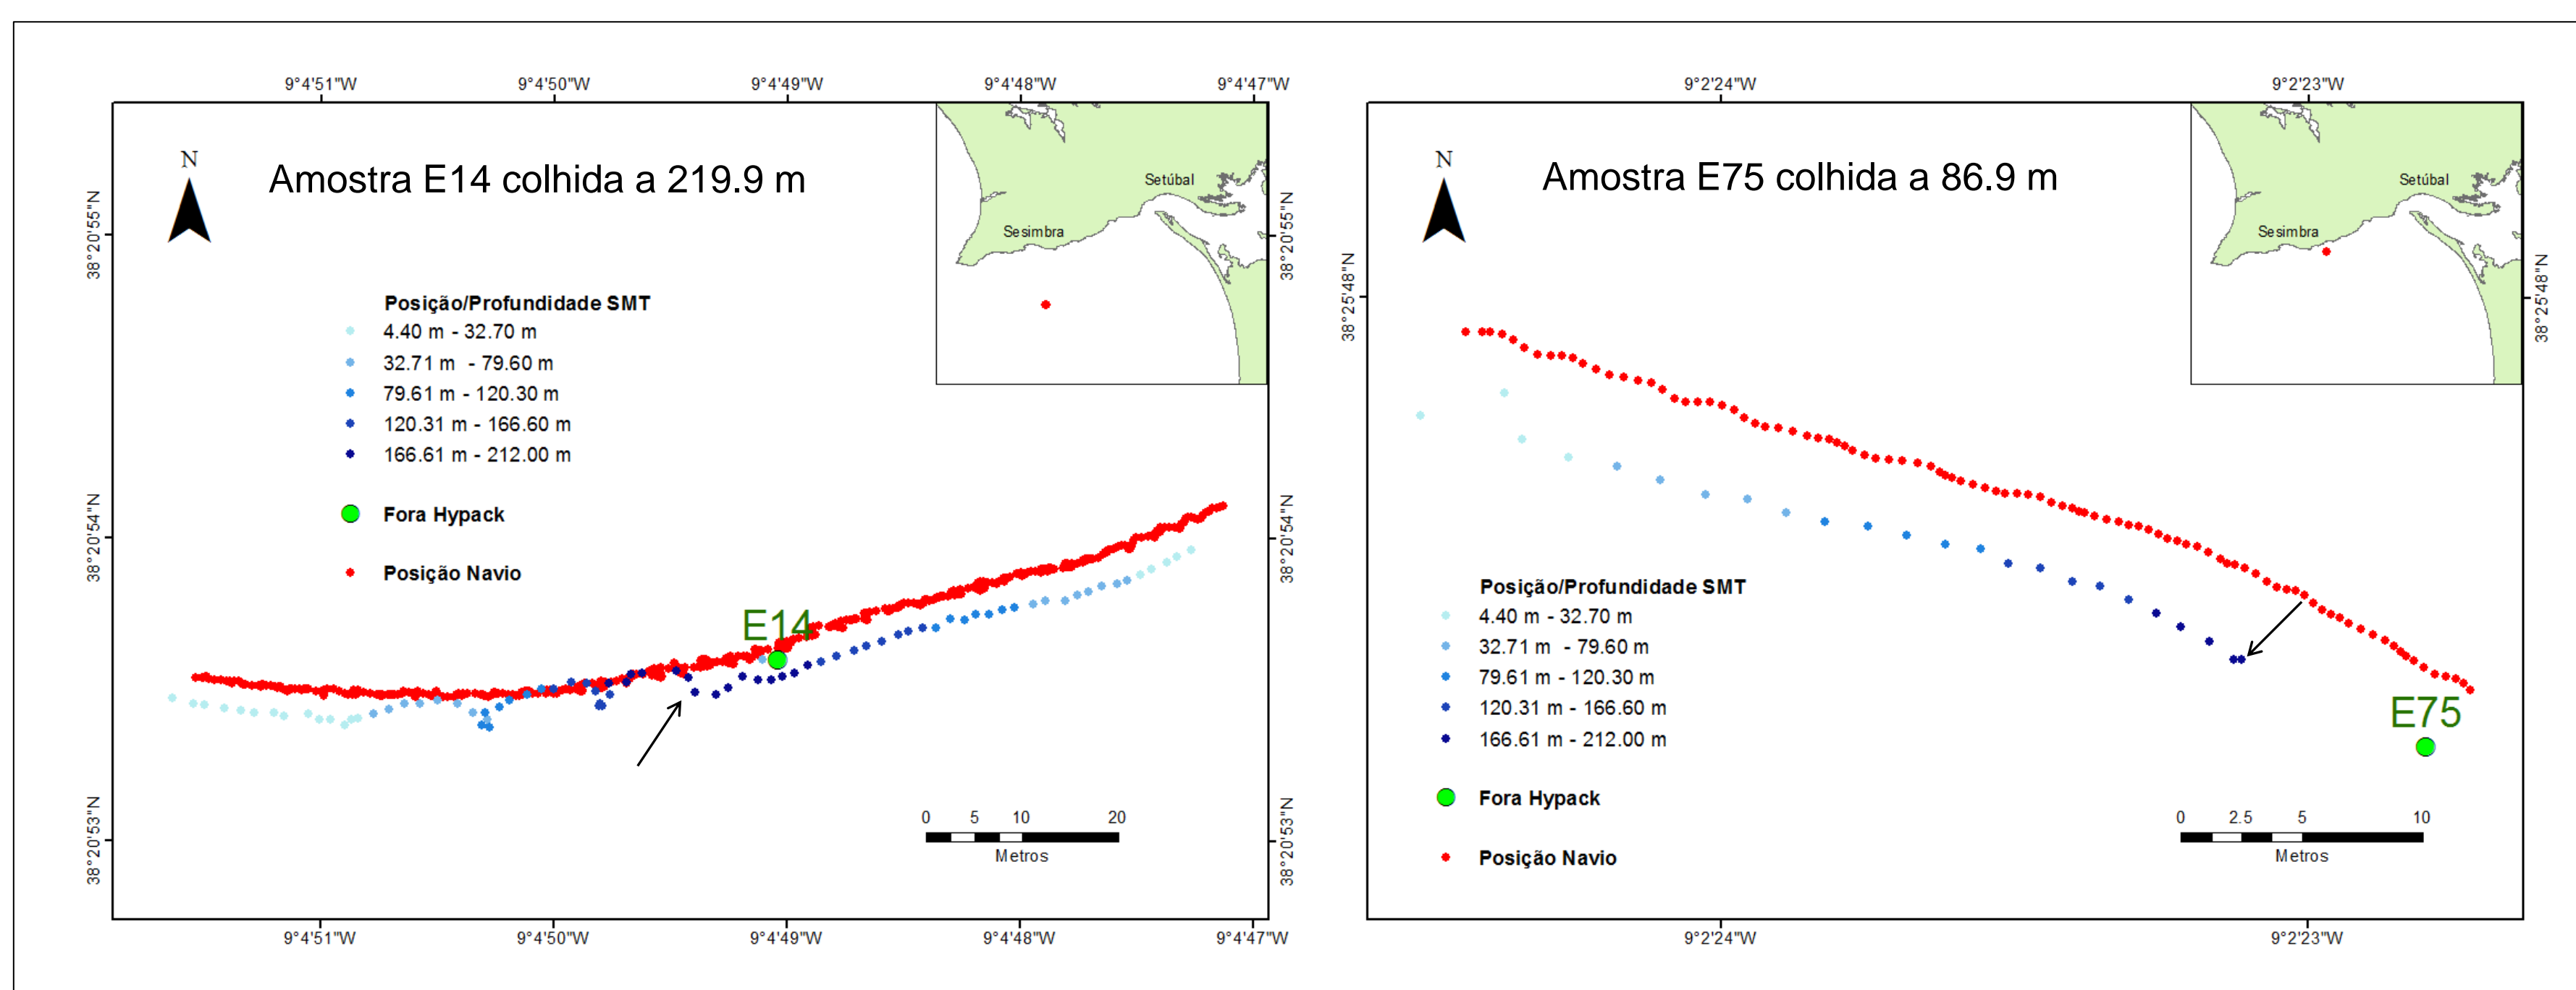 9°4'51"W 9°4'50"W 9°4'49"W 9°4'48"W 9°4'47"W
N
Amostra E14 colhida a 219.9 m
Setúbal
Sesimbra
38°20'55"N
38°20'55"N
Posição/Profundidade SMT
4.40 m - 32.70 m
32.71 m - 79.60 m
79.61 m - 120.30 m
120.31 m - 166.60 m
166.61 m - 212.00 m
Fora Hypack
Posição Navio
38°20'54"N
38°20'54"N
E14
0 5 10 20
Metros
38°20'53"N
38°20'53"N
9°4'51"W 9°4'50"W 9°4'49"W 9°4'48"W 9°4'47"W
9°2'24"W 9°2'23"W
N
Amostra E75 colhida a 86.9 m
Setúbal
Sesimbra
38°25'48"N
38°25'48"N
Posição/Profundidade SMT
4.40 m - 32.70 m
32.71 m - 79.60 m
79.61 m - 120.30 m
120.31 m - 166.60 m
166.61 m - 212.00 m
Fora Hypack
Posição Navio
E75
0 2.5 5 10
Metros
9°2'24"W 9°2'23"W